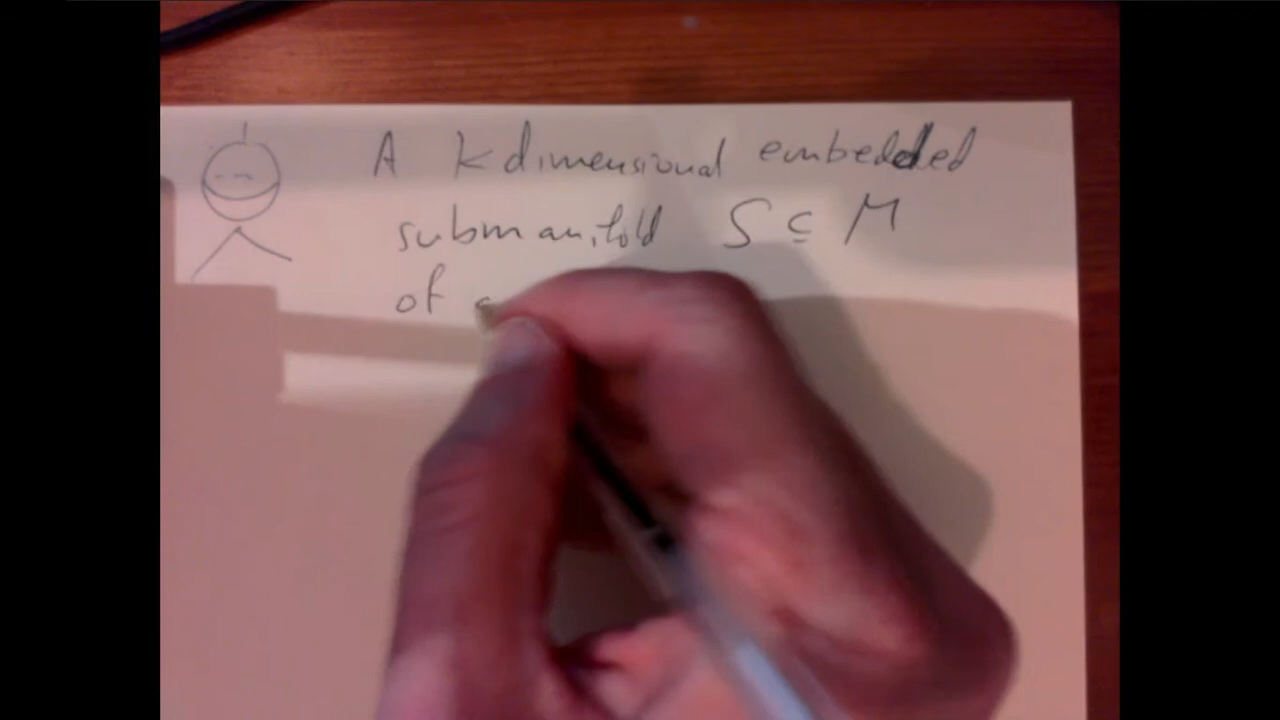 A k dimensional embedded
submanifold S ⊆ M
of